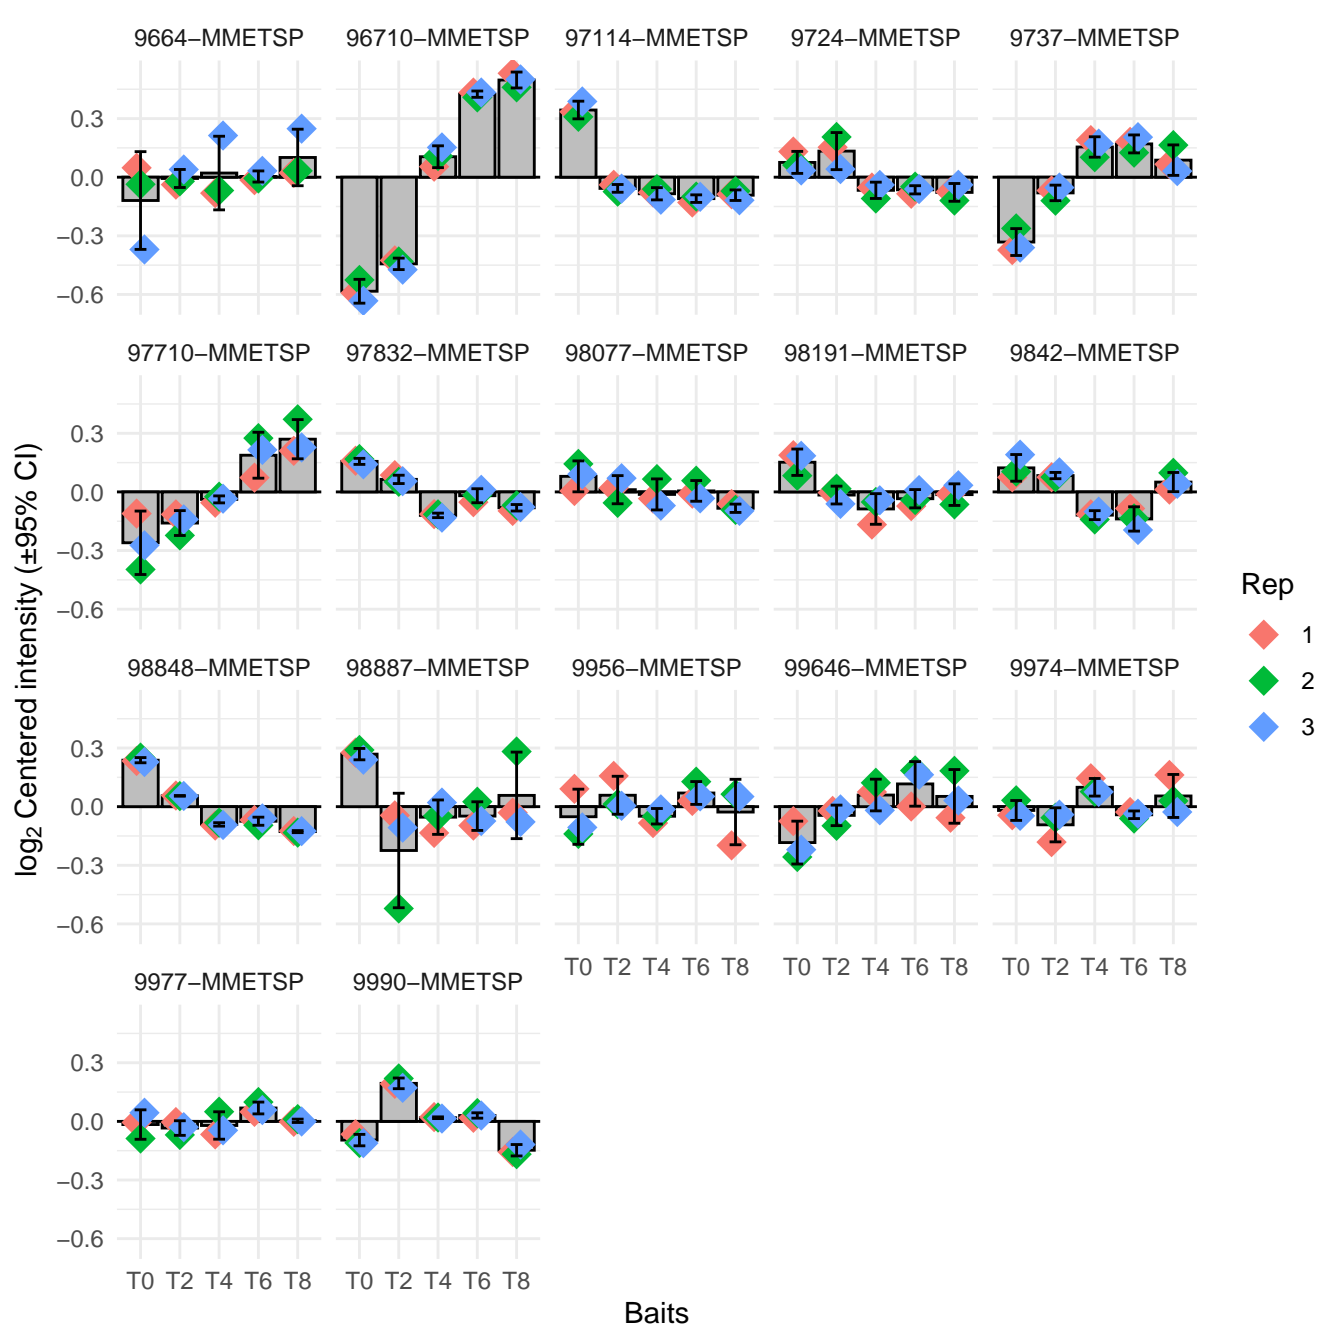 9664−MMETSP 96710−MMETSP 97114−MMETSP 9724−MMETSP 9737−MMETSP
0.3
0.0
−0.3
−0.6
97710−MMETSP 97832−MMETSP 98077−MMETSP 98191−MMETSP 9842−MMETSP
0.3
0.0
−0.3
−0.6
98848−MMETSP 98887−MMETSP 9956−MMETSP 99646−MMETSP 9974−MMETSP
0.3
0.0
−0.3
−0.6
T0 T2 T4 T6 T8 T0 T2 T4 T6 T8 T0 T2 T4 T6 T8
9977−MMETSP 9990−MMETSP
0.3
0.0
−0.3
−0.6
T0 T2 T4 T6 T8 T0 T2 T4 T6 T8
Baits
log2 Centered intensity (±95% CI)
Rep
1
2
3